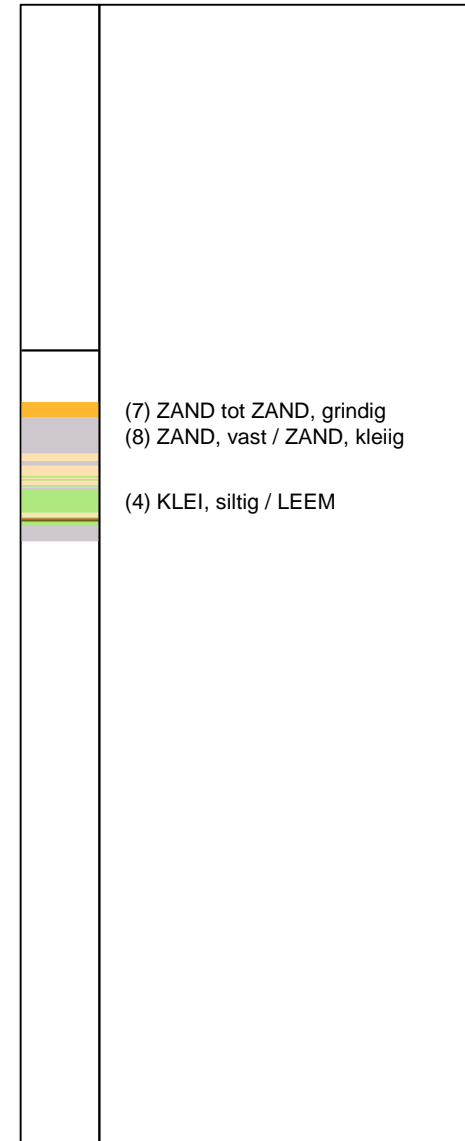 (7) ZAND tot ZAND, grindig
(8) ZAND, vast / ZAND, kleiig
(4) KLEI, siltig / LEEM